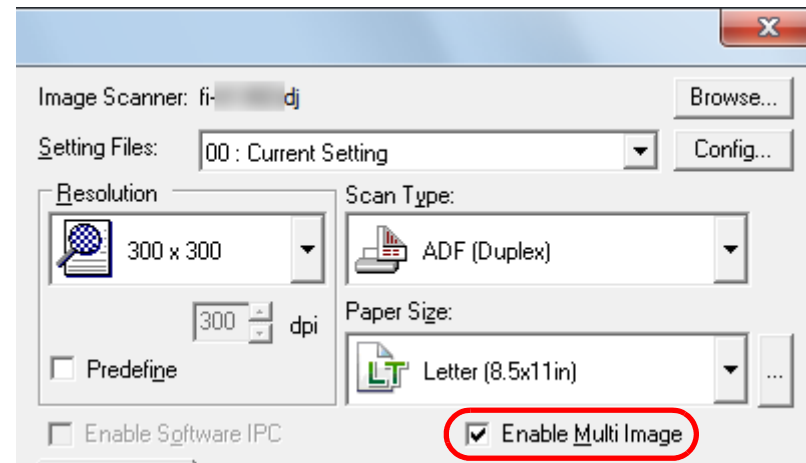 Image Scanner: fi- dj Browse...
Setting Files: 00 : Current Setting Config...
Resolution Scan Type:
300 x 300 ADF (Duplex)
300 dpi Paper Size:
Predefine LT Letter (8.5x11in) ...
Enable Software IPC Enable Multi Image